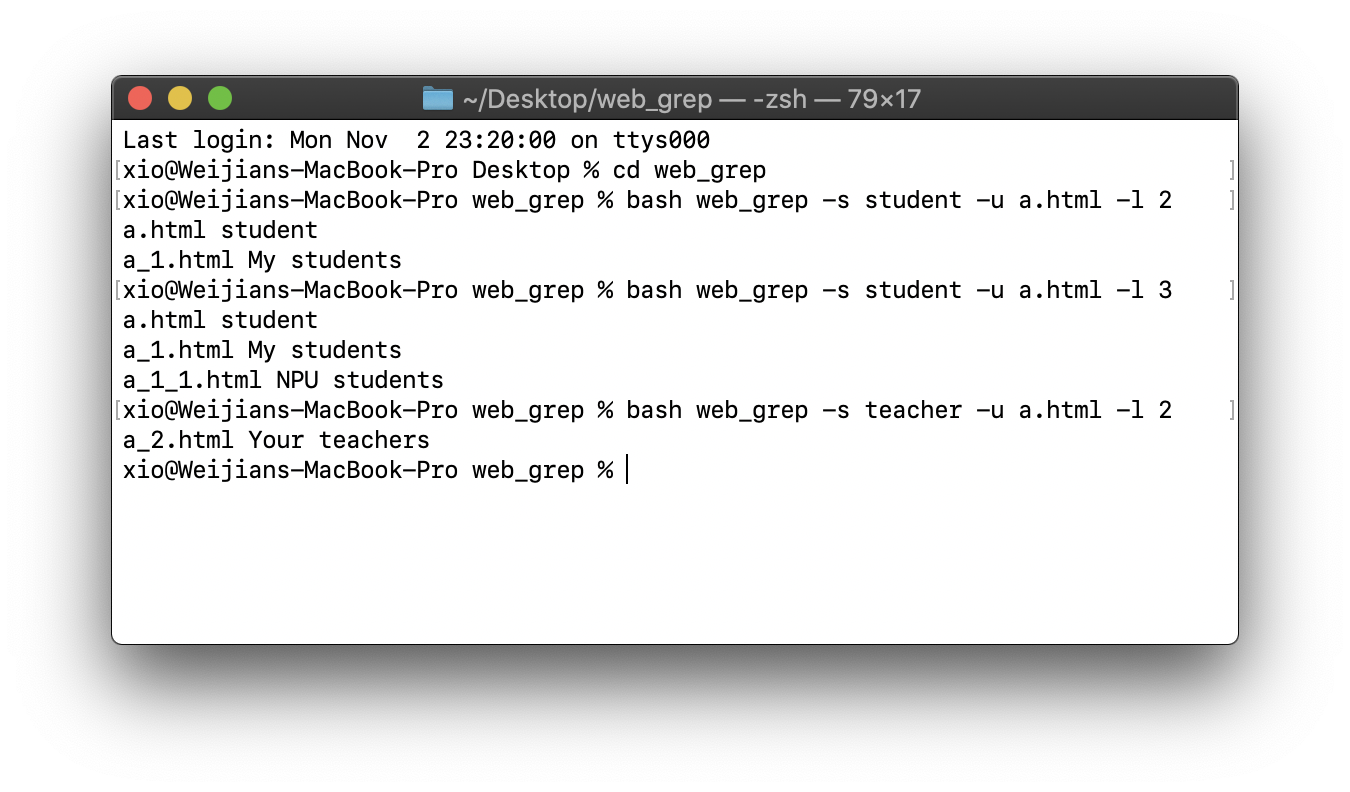 ~/Desktop/web_grep — -zsh — 79×17
Last login: Mon Nov  2 23:20:00 on ttys000
[xio@Weijians-MacBook-Pro Desktop % cd web_grep ]
[xio@Weijians-MacBook-Pro web_grep % bash web_grep -s student -u a.html -l 2 ]
a.html student
a_1.html My students
[xio@Weijians-MacBook-Pro web_grep % bash web_grep -s student -u a.html -l 3 ]
a.html student
a_1.html My students
a_1_1.html NPU students
[xio@Weijians-MacBook-Pro web_grep % bash web_grep -s teacher -u a.html -l 2 ]
a_2.html Your teachers
xio@Weijians-MacBook-Pro web_grep %